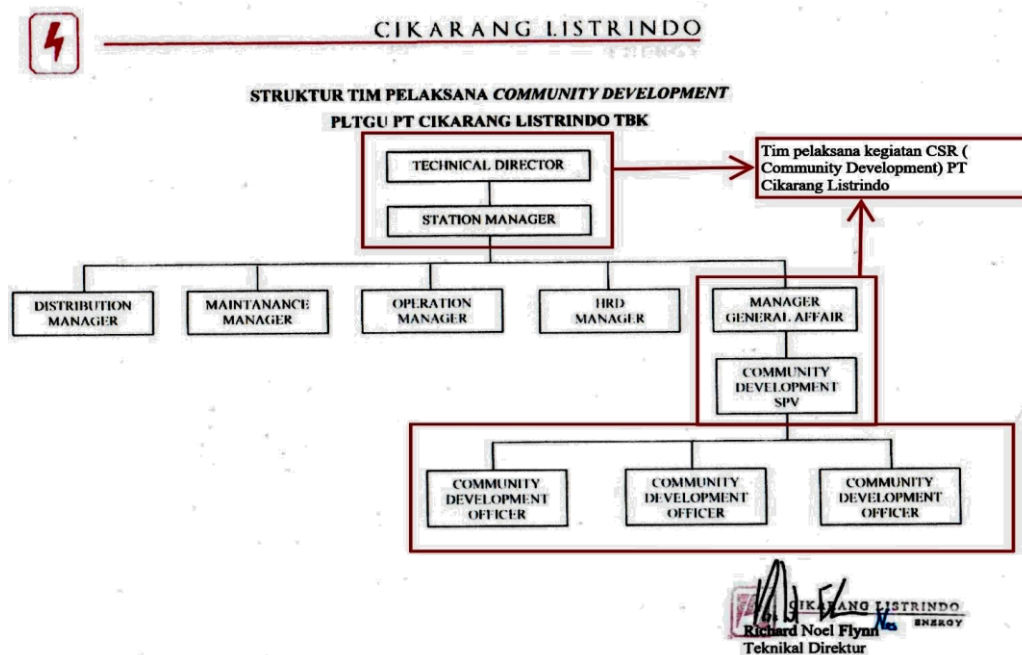 CIKARANG LISTRINDO
ENERGY
STRUKTUR TIM PELAKSANA COMMUNITY DEVELOPMENT
PLTGU PT CIKARANG LISTRINDO TBK
TECHNICAL DIRECTOR
Tim pelaksana kegiatan CSR (
Community Development) PT
Cikarang Listrindo
STATION MANAGER
DISTRIBUTION
MANAGER
MAINTANANCE
MANAGER
OPERATION
MANAGER
HRD
MANAGER
MANAGER
GENERAL AFFAIR
COMMUNITY
DEVELOPMENT
SPV
COMMUNITY
DEVELOPMENT
OFFICER
COMMUNITY
DEVELOPMENT
OFFICER
COMMUNITY
DEVELOPMENT
OFFICER
CIKARANG LISTRINDO
ENERGY
Richard Noel Flynn
Teknikal Direktur